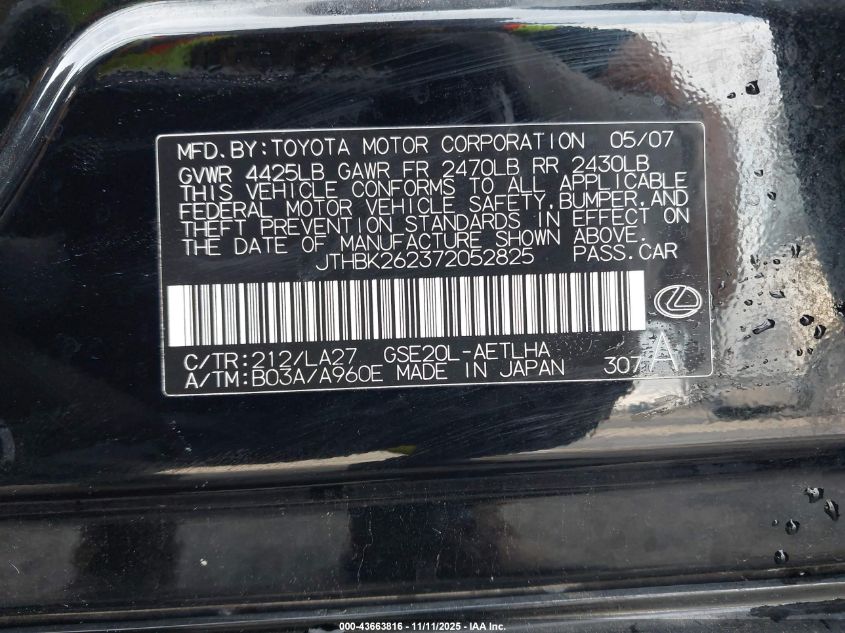 MFD.BY:TOYOTA MOTOR CORPORATION 05/07
GVWR 4425LB GAWR FR 2470LB RR 2430LB
THIS VEHICLE CONFORMS TO ALL APPLICABLE
FEDERAL MOTOR VEHICLE SAFETY,BUMPER,AND
THEFT PREVENTION STANDARDS IN EFFECT ON
THE DATE OF MANUFACTURE SHOWN ABOVE.
JTHBK262372052825 PASS.CAR
C/TR:212/LA27 GSE20L-AETLHA
A/TM:B03A/A960E MADE IN JAPAN 307 A
000-43663816 - 11/11/2025 - IAA Inc.